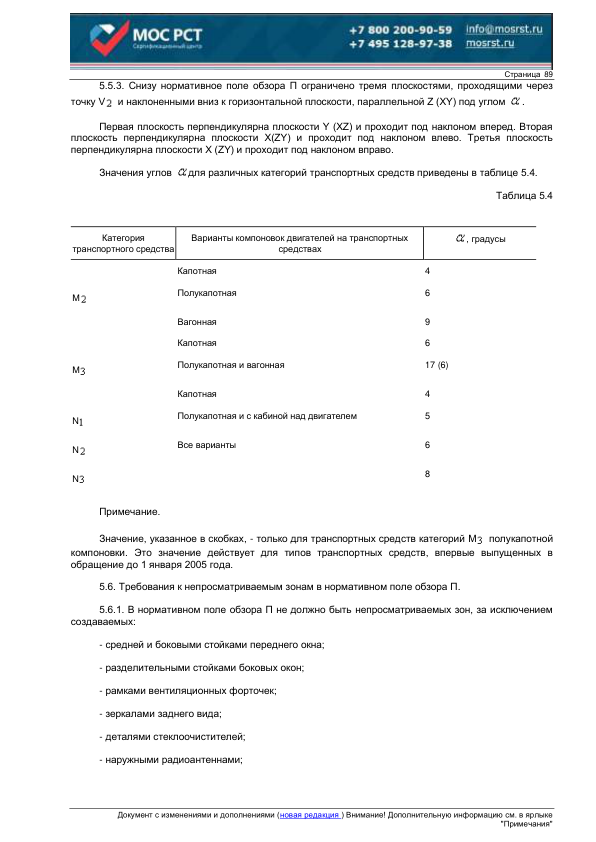 МОС РСТ
Сертификационный центр
+7 800 200-90-59 info@mosrst.ru
+7 495 128-97-38 mosrst.ru
Страница 89
5.5.3. Снизу нормативное поле обзора П ограничено тремя плоскостями, проходящими через
точку V2 и наклоненными вниз к горизонтальной плоскости, параллельной Z (XY) под углом α.
Первая плоскость перпендикулярна плоскости Y (XZ) и проходит под наклоном вперед. Вторая
плоскость перпендикулярна плоскости X(ZY) и проходит под наклоном влево. Третья плоскость
перпендикулярна плоскости X (ZY) и проходит под наклоном вправо.
Значения углов α для различных категорий транспортных средств приведены в таблице 5.4.
Таблица 5.4
Категория Варианты компоновок двигателей на транспортных α, градусы
транспортного средства средствах
Капотная 4
M2 Полукапотная 6
Вагонная 9
Капотная 6
M3 Полукапотная и вагонная 17 (6)
Капотная 4
N1 Полукапотная и с кабиной над двигателем 5
N2 Все варианты 6
N3 8
Примечание.
Значение, указанное в скобках, - только для транспортных средств категорий M3 полукапотной
компоновки. Это значение действует для типов транспортных средств, впервые выпущенных в
обращение до 1 января 2005 года.
5.6. Требования к непросматриваемым зонам в нормативном поле обзора П.
5.6.1. В нормативном поле обзора П не должно быть непросматриваемых зон, за исключением
создаваемых:
- средней и боковыми стойками переднего окна;
- разделительными стойками боковых окон;
- рамками вентиляционных форточек;
- зеркалами заднего вида;
- деталями стеклоочистителей;
- наружными радиоантеннами;
Документ с изменениями и дополнениями (новая редакция ) Внимание! Дополнительную информацию см. в ярлыке
"Примечания"